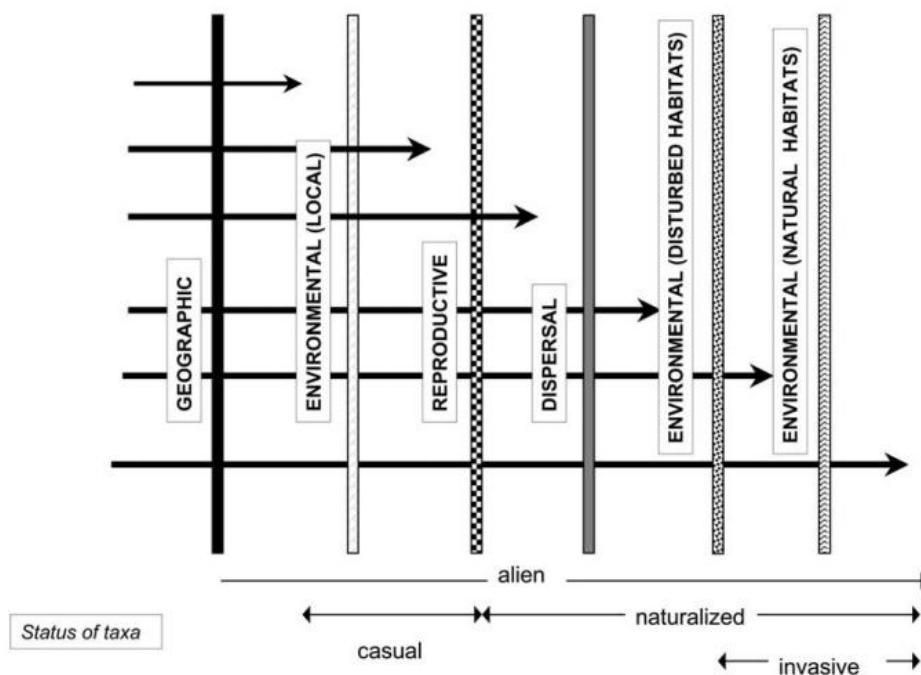 GEOGRAPHIC
ENVIRONMENTAL (LOCAL)
REPRODUCTIVE
DISPERSAL
ENVIRONMENTAL (DISTURBED HABITATS)
ENVIRONMENTAL (NATURAL HABITATS)
alien
Status of taxa
casual
naturalized
invasive